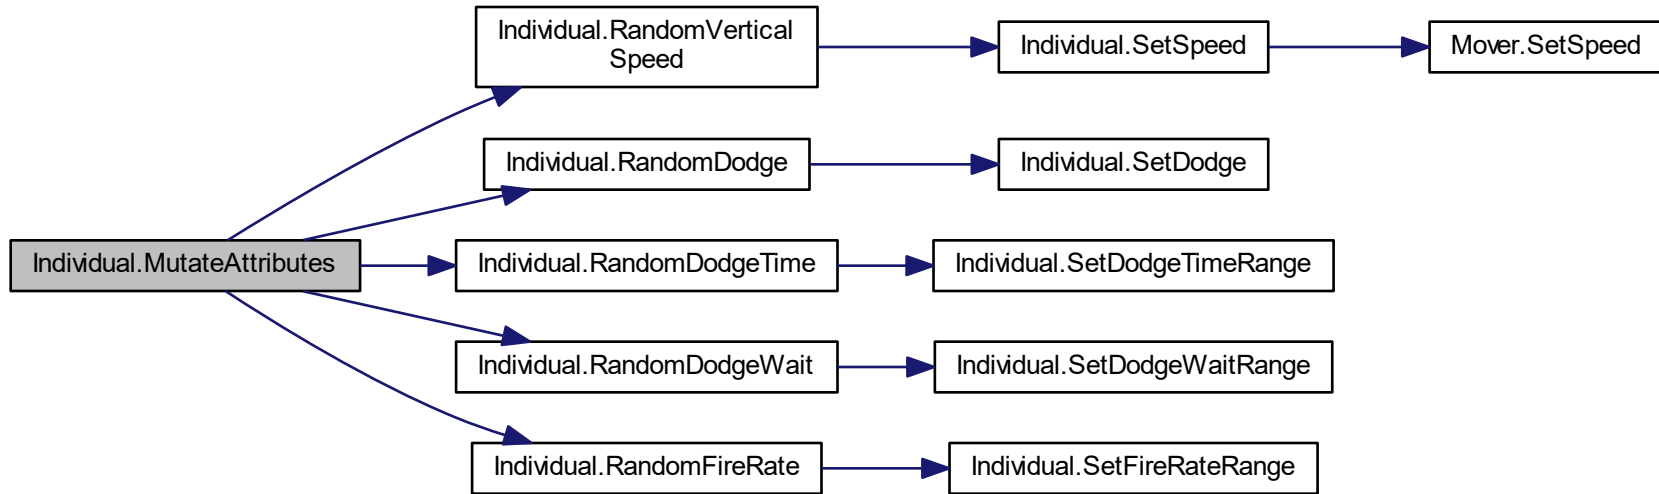 Individual.RandomVertical
Speed
Individual.SetSpeed
Mover.SetSpeed
Individual.RandomDodge
Individual.SetDodge
Individual.MutateAttributes
Individual.RandomDodgeTime
Individual.SetDodgeTimeRange
Individual.RandomDodgeWait
Individual.SetDodgeWaitRange
Individual.RandomFireRate
Individual.SetFireRateRange